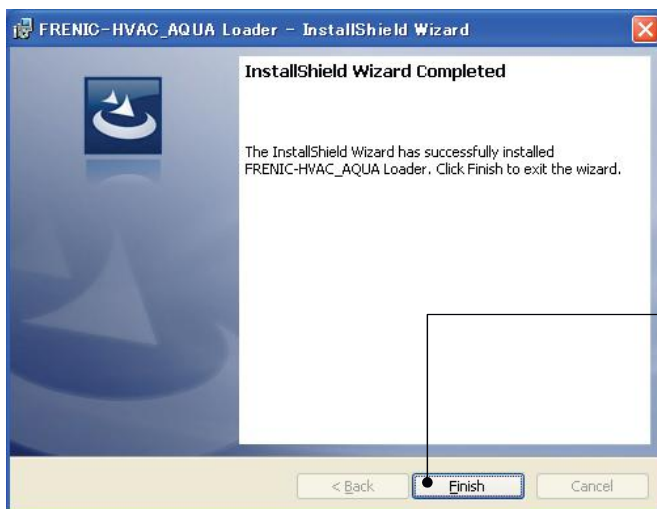 FRENIC-HVAC_AQUA Loader - InstallShield Wizard
InstallShield Wizard Completed
The InstallShield Wizard has successfully installed
FRENIC-HVAC_AQUA Loader. Click Finish to exit the wizard.
< Back Finish Cancel